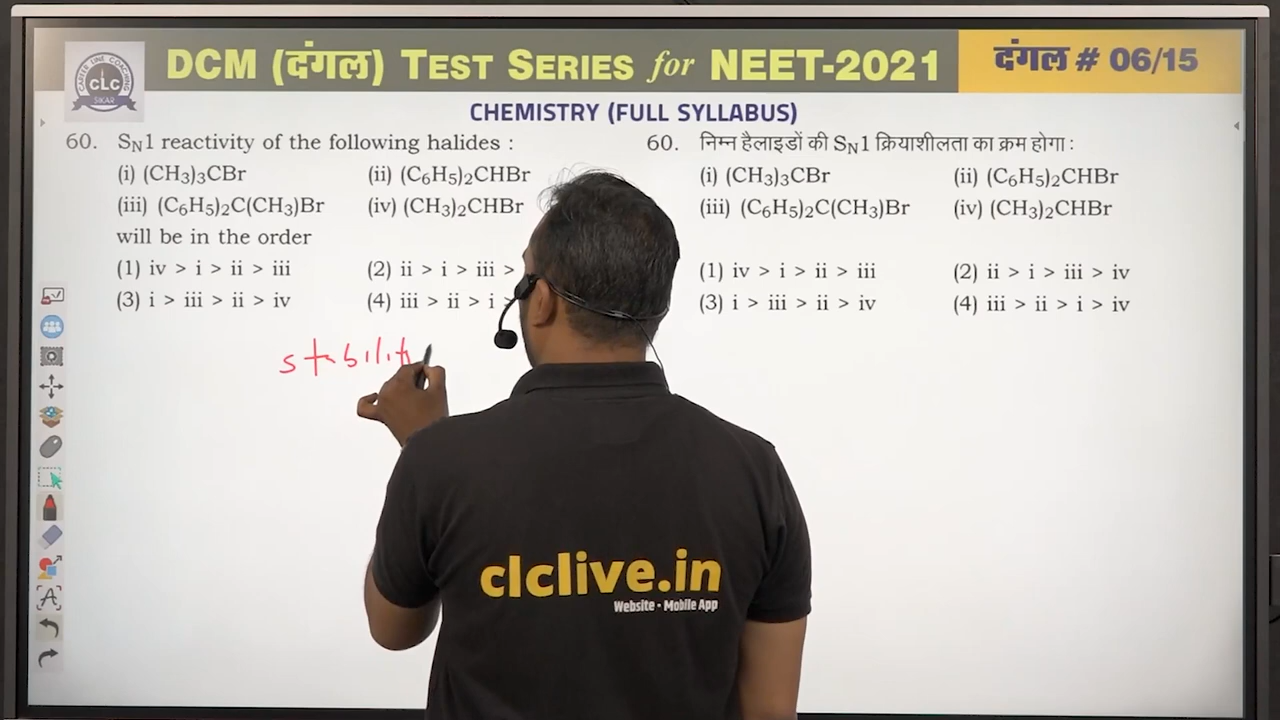 DCM (दंगल) TEST SERIES for NEET-2021
दंगल # 06/15
CLC
SIKAR
CHEMISTRY (FULL SYLLABUS)
60. SN1 reactivity of the following halides :
(i) (CH3)3CBr (ii) (C6H5)2CHBr
(iii) (C6H5)2C(CH3)Br (iv) (CH3)2CHBr
will be in the order
(1) iv > i > ii > iii (2) ii > i > iii >
(3) i > iii > ii > iv (4) iii > ii > i >
60. निम्न हैलाइडों की SN1 क्रियाशीलता का क्रम होगा :
(i) (CH3)3CBr (ii) (C6H5)2CHBr
(iii) (C6H5)2C(CH3)Br (iv) (CH3)2CHBr
(1) iv > i > ii > iii (2) ii > i > iii > iv
(3) i > iii > ii > iv (4) iii > ii > i > iv
stabilit
clclive.in
Website • Mobile App